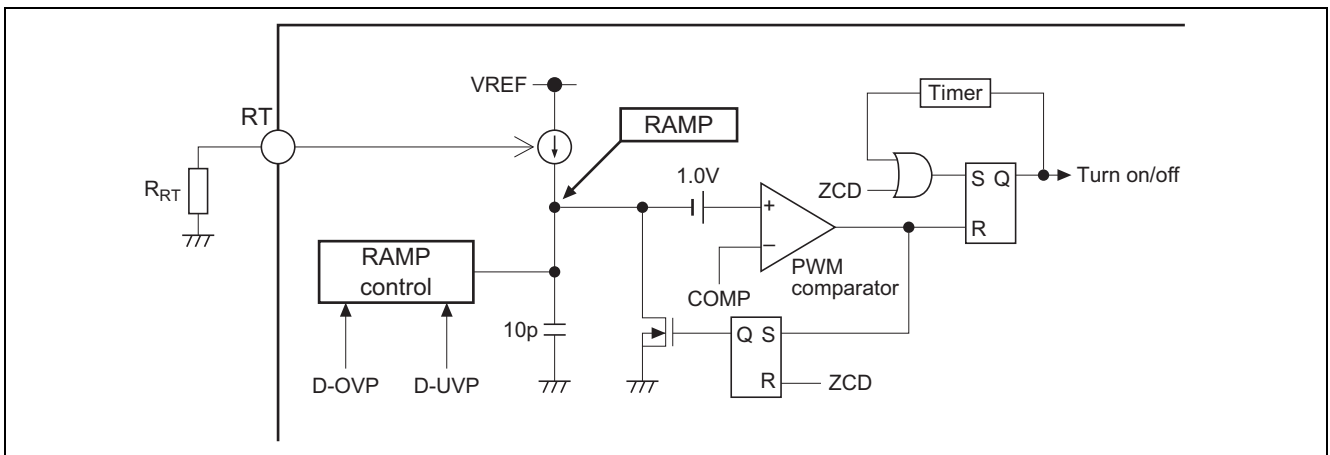 VREF
Timer
RT
RAMP
1.0V
ZCD
S Q
Turn on/off
R
RRT
+
−
RAMP
control
PWM
comparator
COMP
10p
Q S
R
ZCD
D-OVP
D-UVP